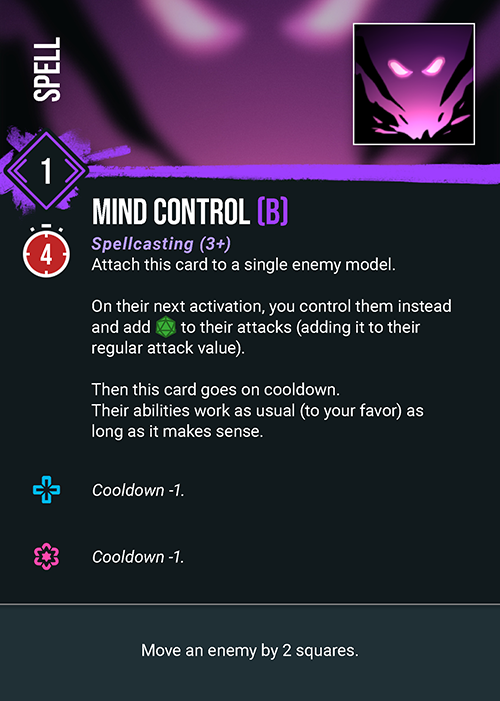 SPELL
1
MIND CONTROL (B)
4
Spellcasting (3+)
Attach this card to a single enemy model.
On their next activation, you control them instead
and add to their attacks (adding it to their
regular attack value).
Then this card goes on cooldown.
Their abilities work as usual (to your favor) as
long as it makes sense.
Cooldown -1.
Cooldown -1.
Move an enemy by 2 squares.